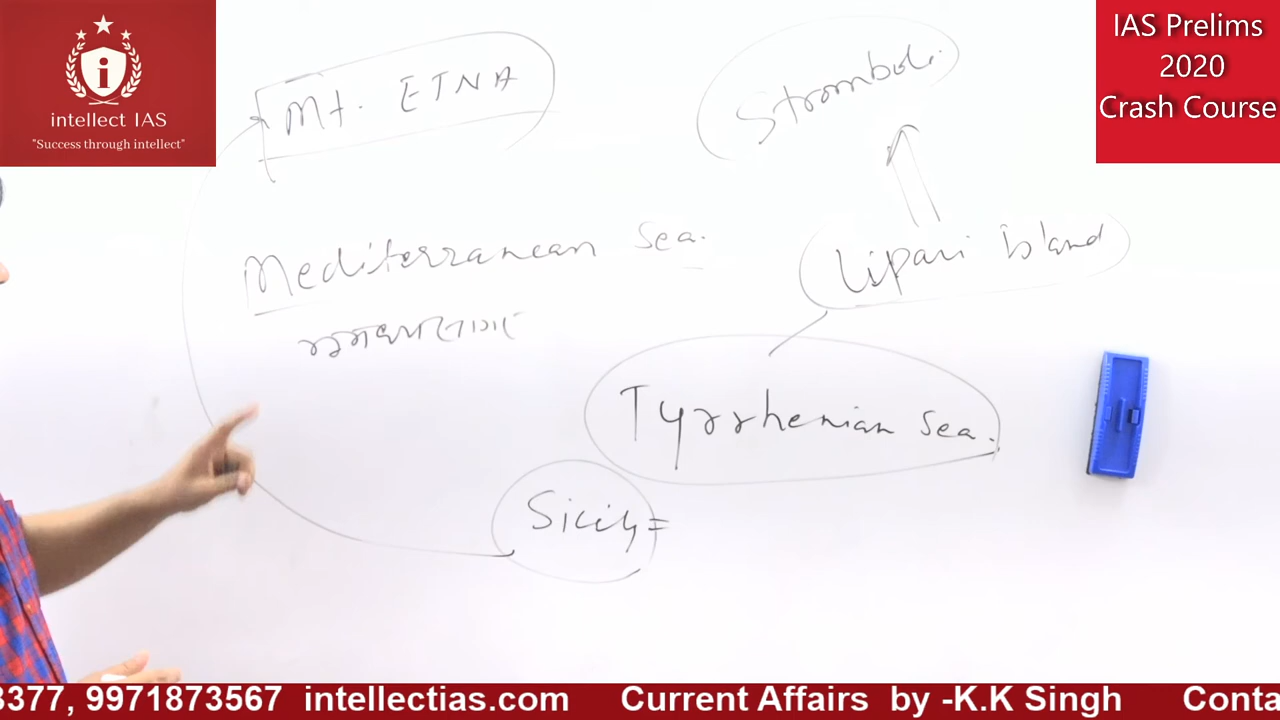 intellect IAS
"Success through intellect"
IAS Prelims
2020
Crash Course
Mt. ETNA
Stromboli
Mediterranean Sea.
Lipari island
Tyrrhenian Sea.
Sicily =
3377, 9971873567 intellectias.com Current Affairs by -K.K Singh Conta